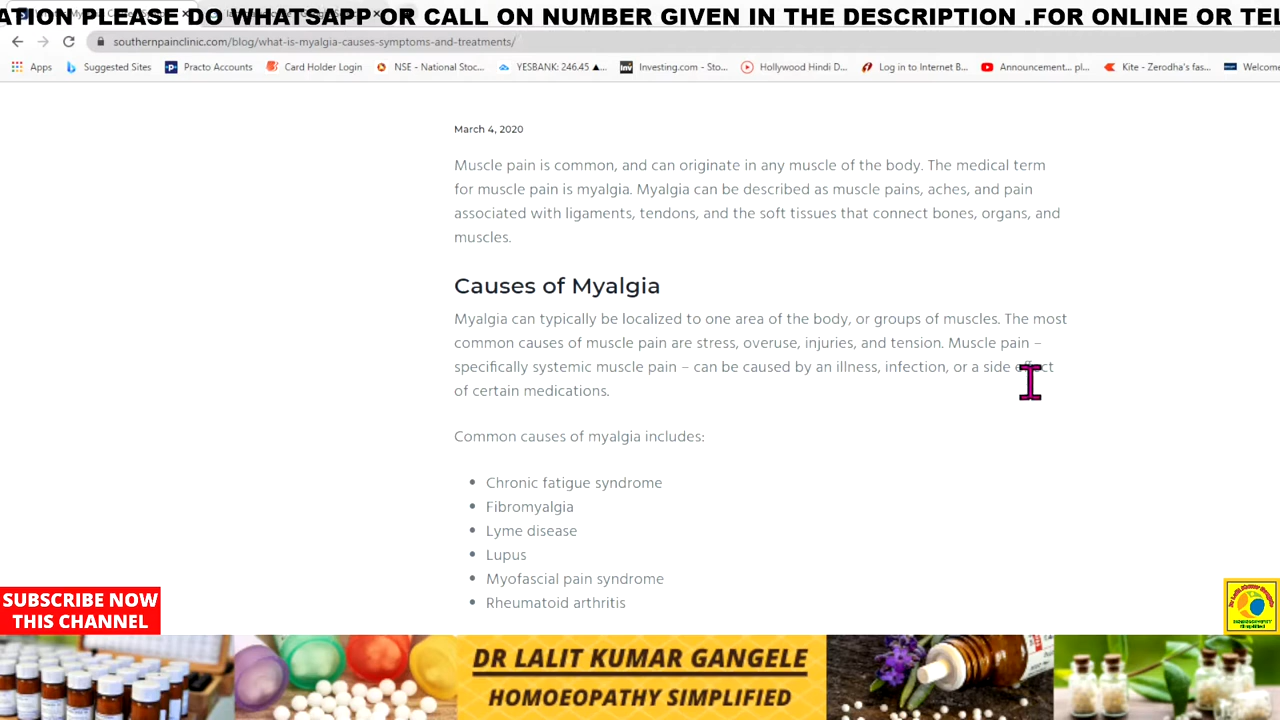 ATION PLEASE DO WHATSAPP OR CALL ON NUMBER GIVEN IN THE DESCRIPTION .FOR ONLINE OR TEL
southernpainclinic.com/blog/what-is-myalgia-causes-symptoms-and-treatments/
Apps Suggested Sites Practo Accounts Card Holder Login NSE - National Stoc... YESBANK: 246.45 ▲... Investing.com - Sto... Hollywood Hindi D... Log in to Internet B... Announcement... pl... Kite - Zerodha's fas... Welcome
March 4, 2020
Muscle pain is common, and can originate in any muscle of the body. The medical term
for muscle pain is myalgia. Myalgia can be described as muscle pains, aches, and pain
associated with ligaments, tendons, and the soft tissues that connect bones, organs, and
muscles.
Causes of Myalgia
Myalgia can typically be localized to one area of the body, or groups of muscles. The most
common causes of muscle pain are stress, overuse, injuries, and tension. Muscle pain –
specifically systemic muscle pain – can be caused by an illness, infection, or a side effect
of certain medications.
Common causes of myalgia includes:
• Chronic fatigue syndrome
• Fibromyalgia
• Lyme disease
• Lupus
• Myofascial pain syndrome
• Rheumatoid arthritis
SUBSCRIBE NOW
THIS CHANNEL
DR LALIT KUMAR GANGELE
HOMOEOPATHY SIMPLIFIED